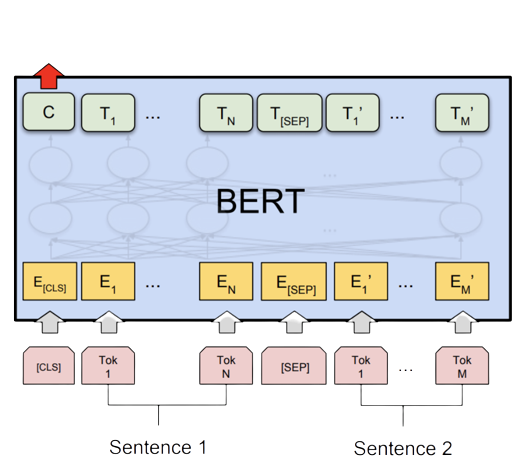 C T1 ... TN T[SEP] T1’ ... TM’
...
BERT
...
E[CLS] E1 ... EN E[SEP] E1’ ... EM’
[CLS] Tok 1 Tok N [SEP] Tok 1 ... Tok M
Sentence 1 Sentence 2